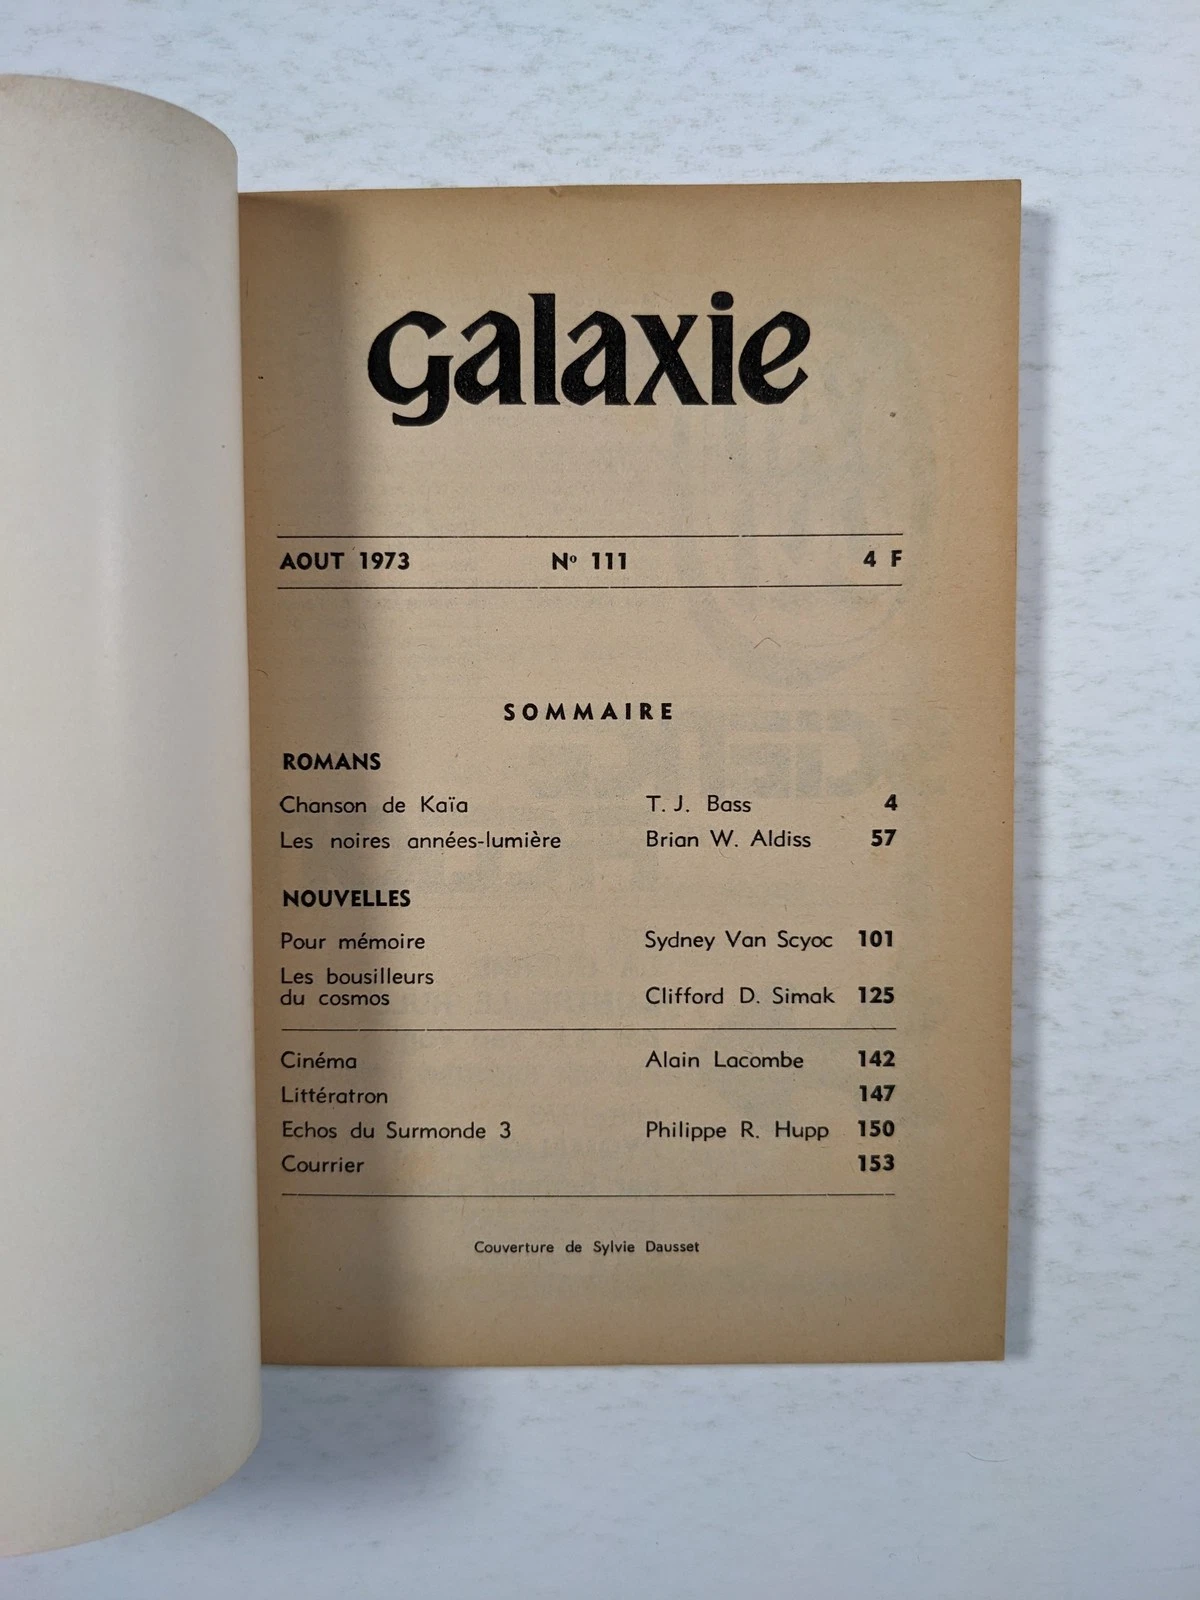 galaxie
AOUT 1973 Nº 111 4 F
SOMMAIRE
ROMANS
Chanson de Kaïa T. J. Bass 4
Les noires années-lumière Brian W. Aldiss 57
NOUVELLES
Pour mémoire Sydney Van Scyoc 101
Les bousilleurs
du cosmos Clifford D. Simak 125
Cinéma Alain Lacombe 142
Littératron 147
Echos du Surmonde 3 Philippe R. Hupp 150
Courrier 153
Couverture de Sylvie Dausset